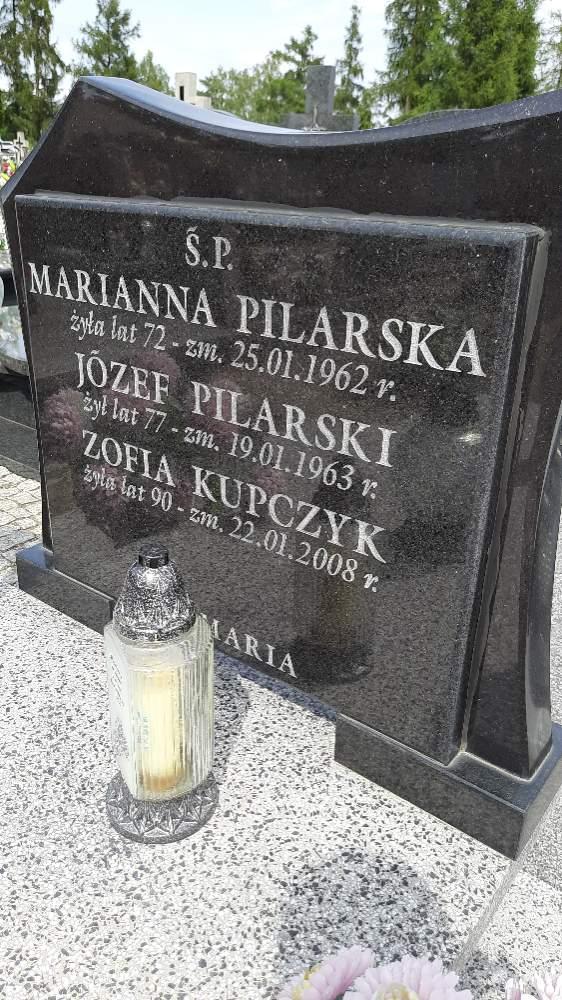 Ś.P.
MARIANNA PILARSKA
żyła lat 72 - zm. 25.01.1962 r.
JÓZEF PILARSKI
żył lat 77 - zm. 19.01.1963 r.
ZOFIA KUPCZYK
żyła lat 90 - zm. 22.01.2008 r.
MARIA